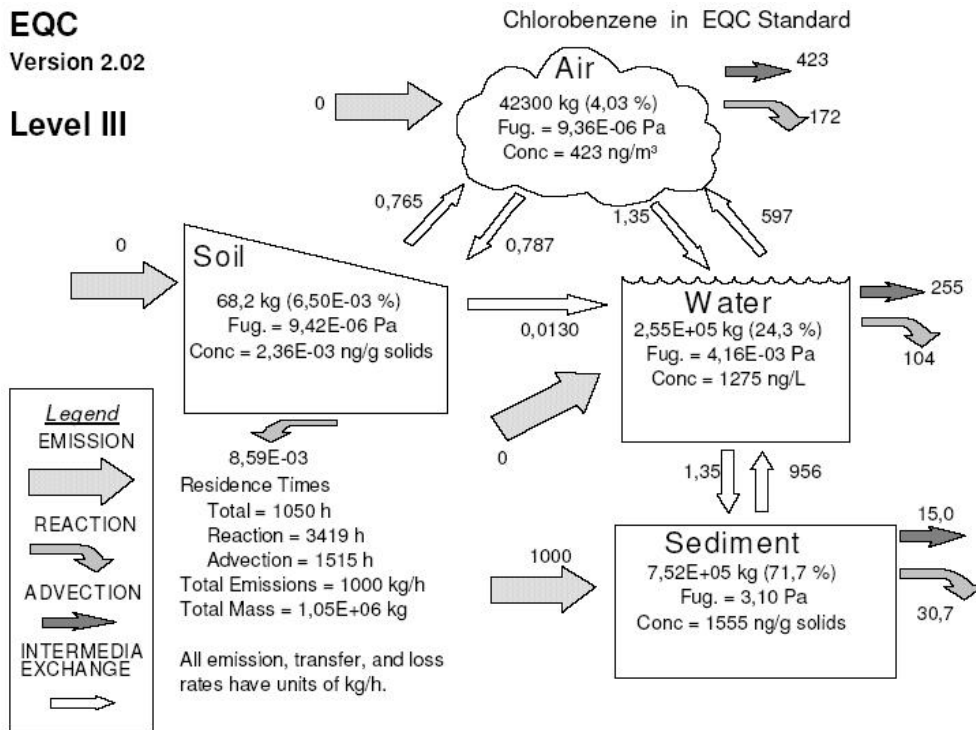 EQC
Version 2.02
Level III
Chlorobenzene in EQC Standard
Air
42300 kg (4,03 %)
Fug. = 9,36E-06 Pa
Conc = 423 ng/m³
0
423
172
0,765
0,787
1,35
597
0
Soil
68,2 kg (6,50E-03 %)
Fug. = 9,42E-06 Pa
Conc = 2,36E-03 ng/g solids
8,59E-03
0,0130
Water
2,55E+05 kg (24,3 %)
Fug. = 4,16E-03 Pa
Conc = 1275 ng/L
255
104
0
1,35
956
Legend
EMISSION
REACTION
ADVECTION
INTERMEDIA
EXCHANGE
Residence Times
Total = 1050 h
Reaction = 3419 h
Advection = 1515 h
Total Emissions = 1000 kg/h
Total Mass = 1,05E+06 kg
All emission, transfer, and loss
rates have units of kg/h.
1000
Sediment
7,52E+05 kg (71,7 %)
Fug. = 3,10 Pa
Conc = 1555 ng/g solids
15,0
30,7